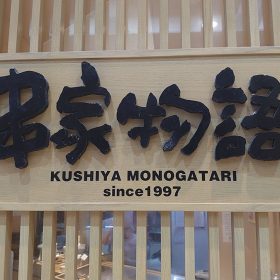 串家物語
KUSHIYA MONOGATARI
since1997